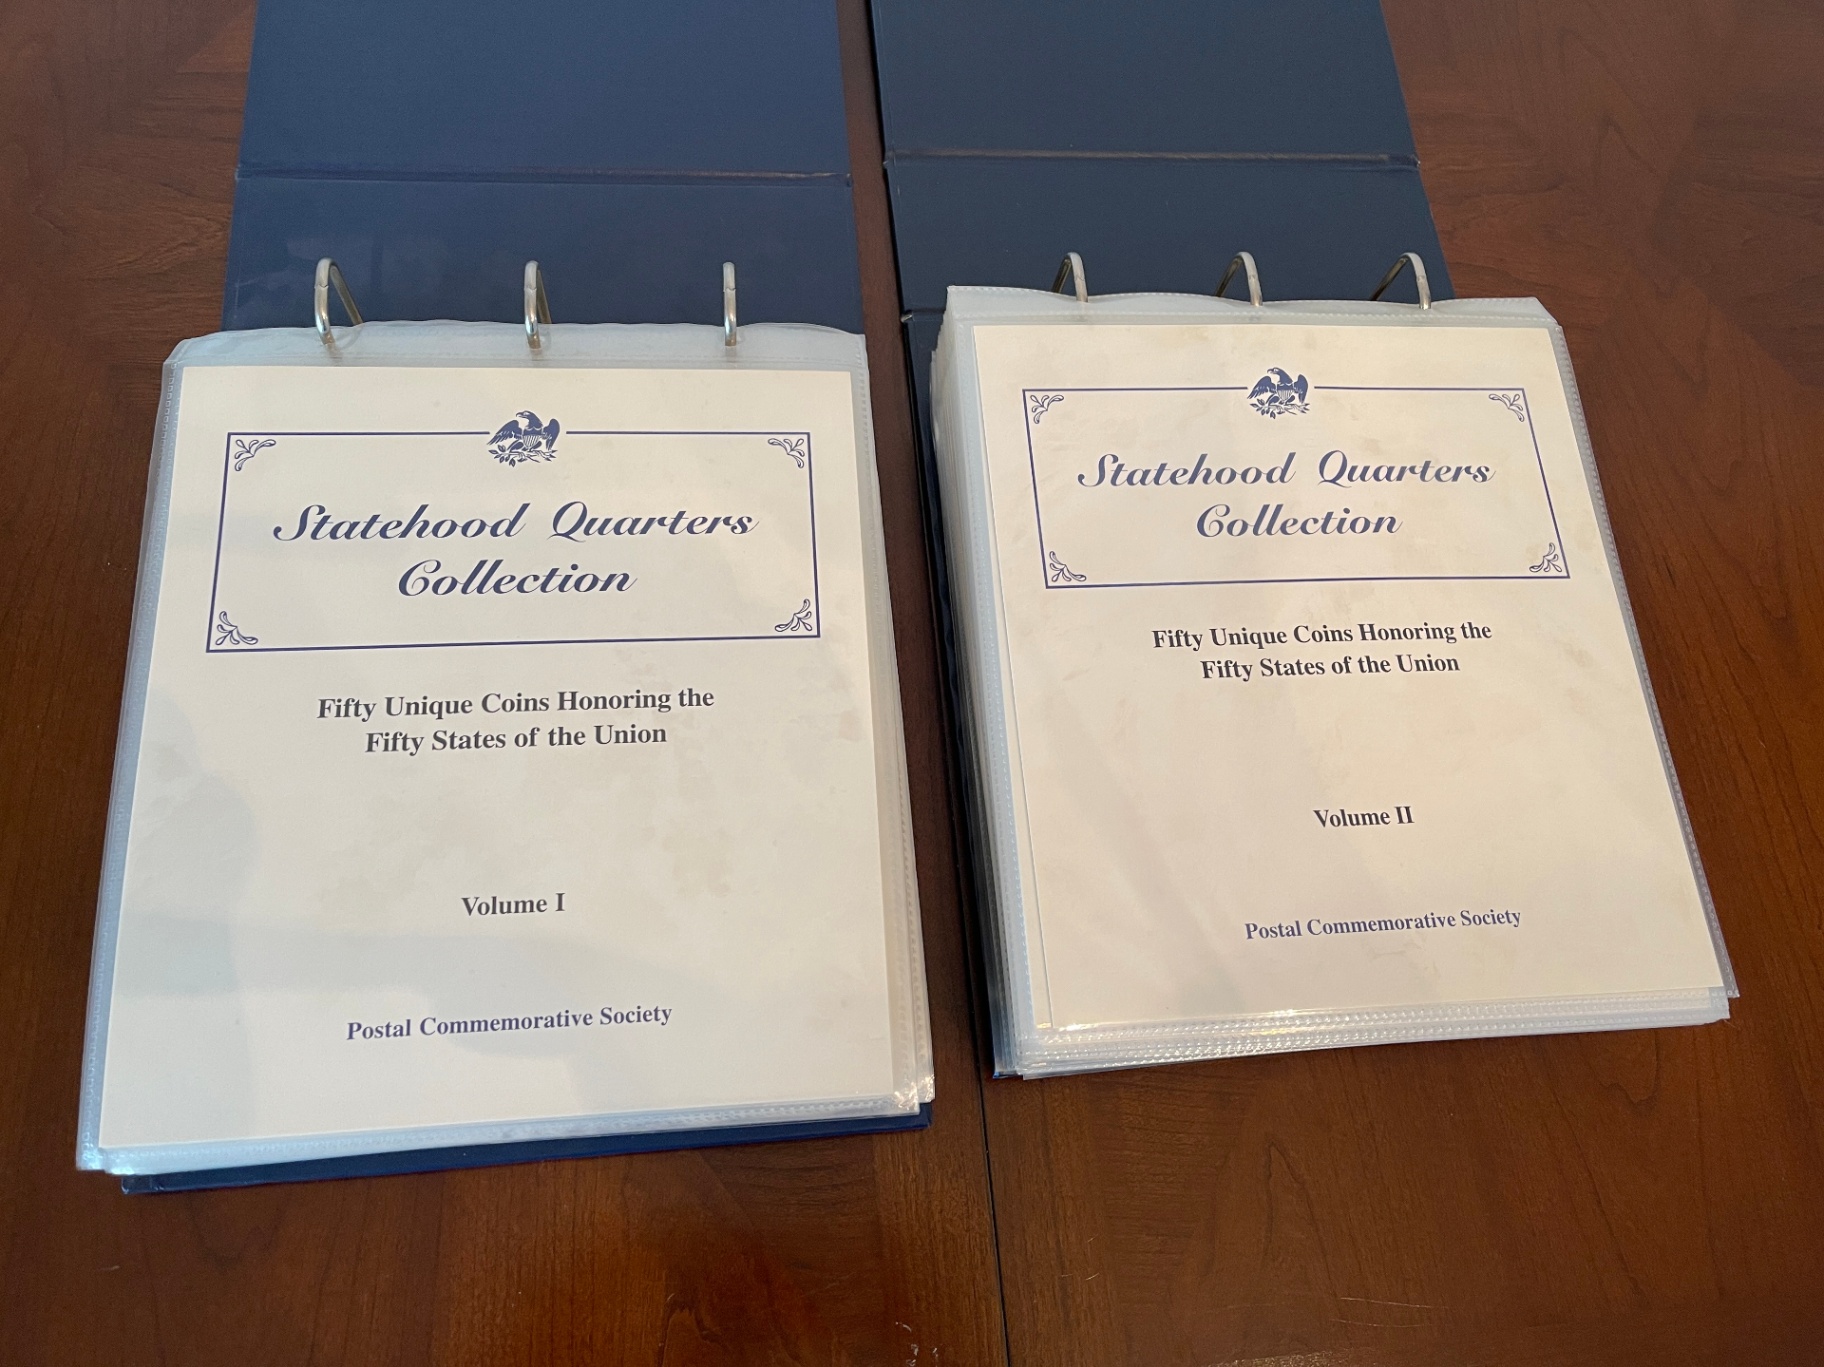 Statehood Quarters
Collection
Fifty Unique Coins Honoring the
Fifty States of the Union
Volume I
Postal Commemorative Society
Statehood Quarters
Collection
Fifty Unique Coins Honoring the
Fifty States of the Union
Volume II
Postal Commemorative Society